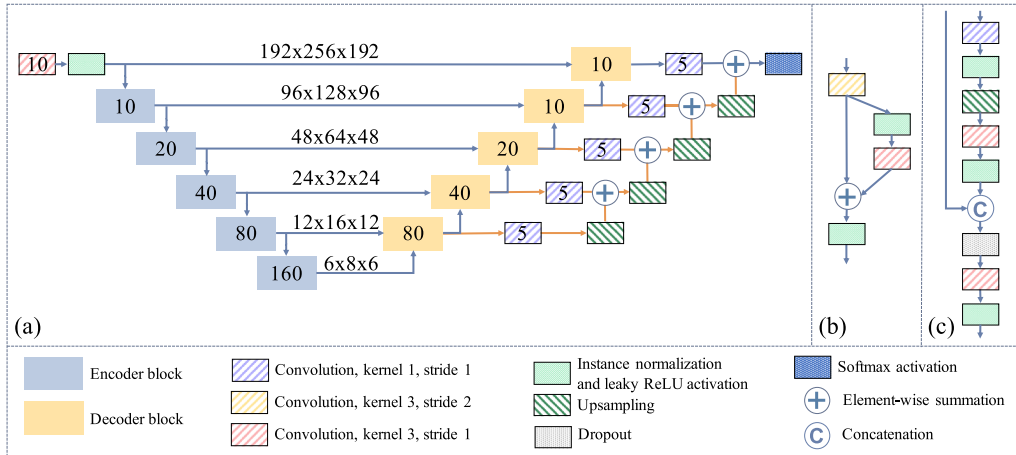 192x256x192
10
10
5
96x128x96
10
10
5
48x64x48
20
20
5
24x32x24
40
40
5
12x16x12
80
80
5
6x8x6
160
(a)
(b)
(c)
Encoder block
Decoder block
Convolution, kernel 1, stride 1
Convolution, kernel 3, stride 2
Convolution, kernel 3, stride 1
Instance normalization
and leaky ReLU activation
Upsampling
Dropout
Softmax activation
Element-wise summation
C
Concatenation
C